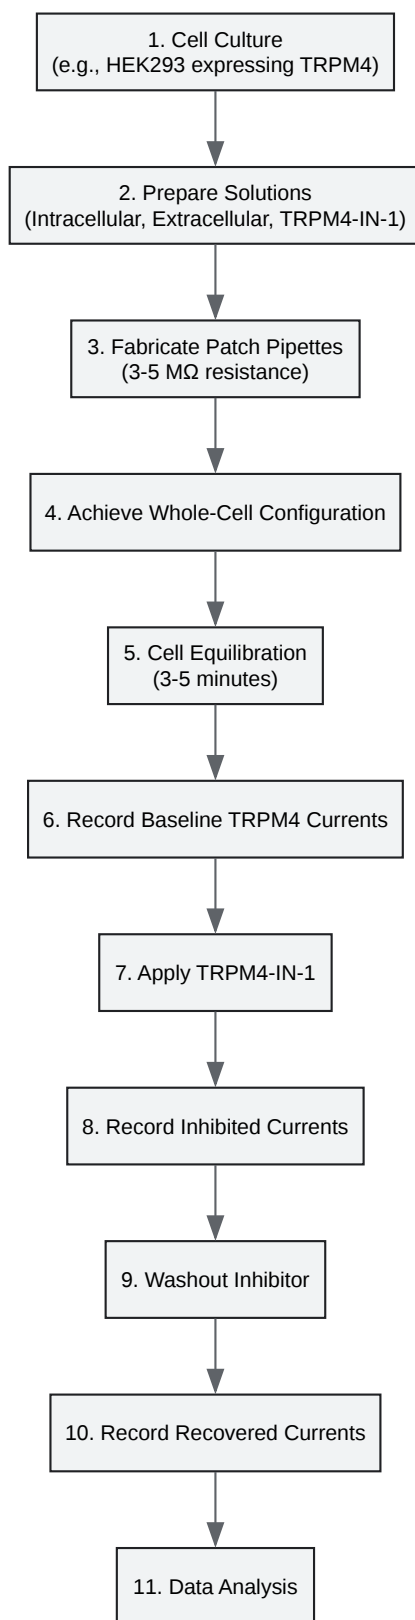 1. Cell Culture
(e.g., HEK293 expressing TRPM4)
2. Prepare Solutions
(Intracellular, Extracellular, TRPM4-IN-1)
3. Fabricate Patch Pipettes
(3-5 MΩ resistance)
4. Achieve Whole-Cell Configuration
5. Cell Equilibration
(3-5 minutes)
6. Record Baseline TRPM4 Currents
7. Apply TRPM4-IN-1
8. Record Inhibited Currents
9. Washout Inhibitor
10. Record Recovered Currents
11. Data Analysis